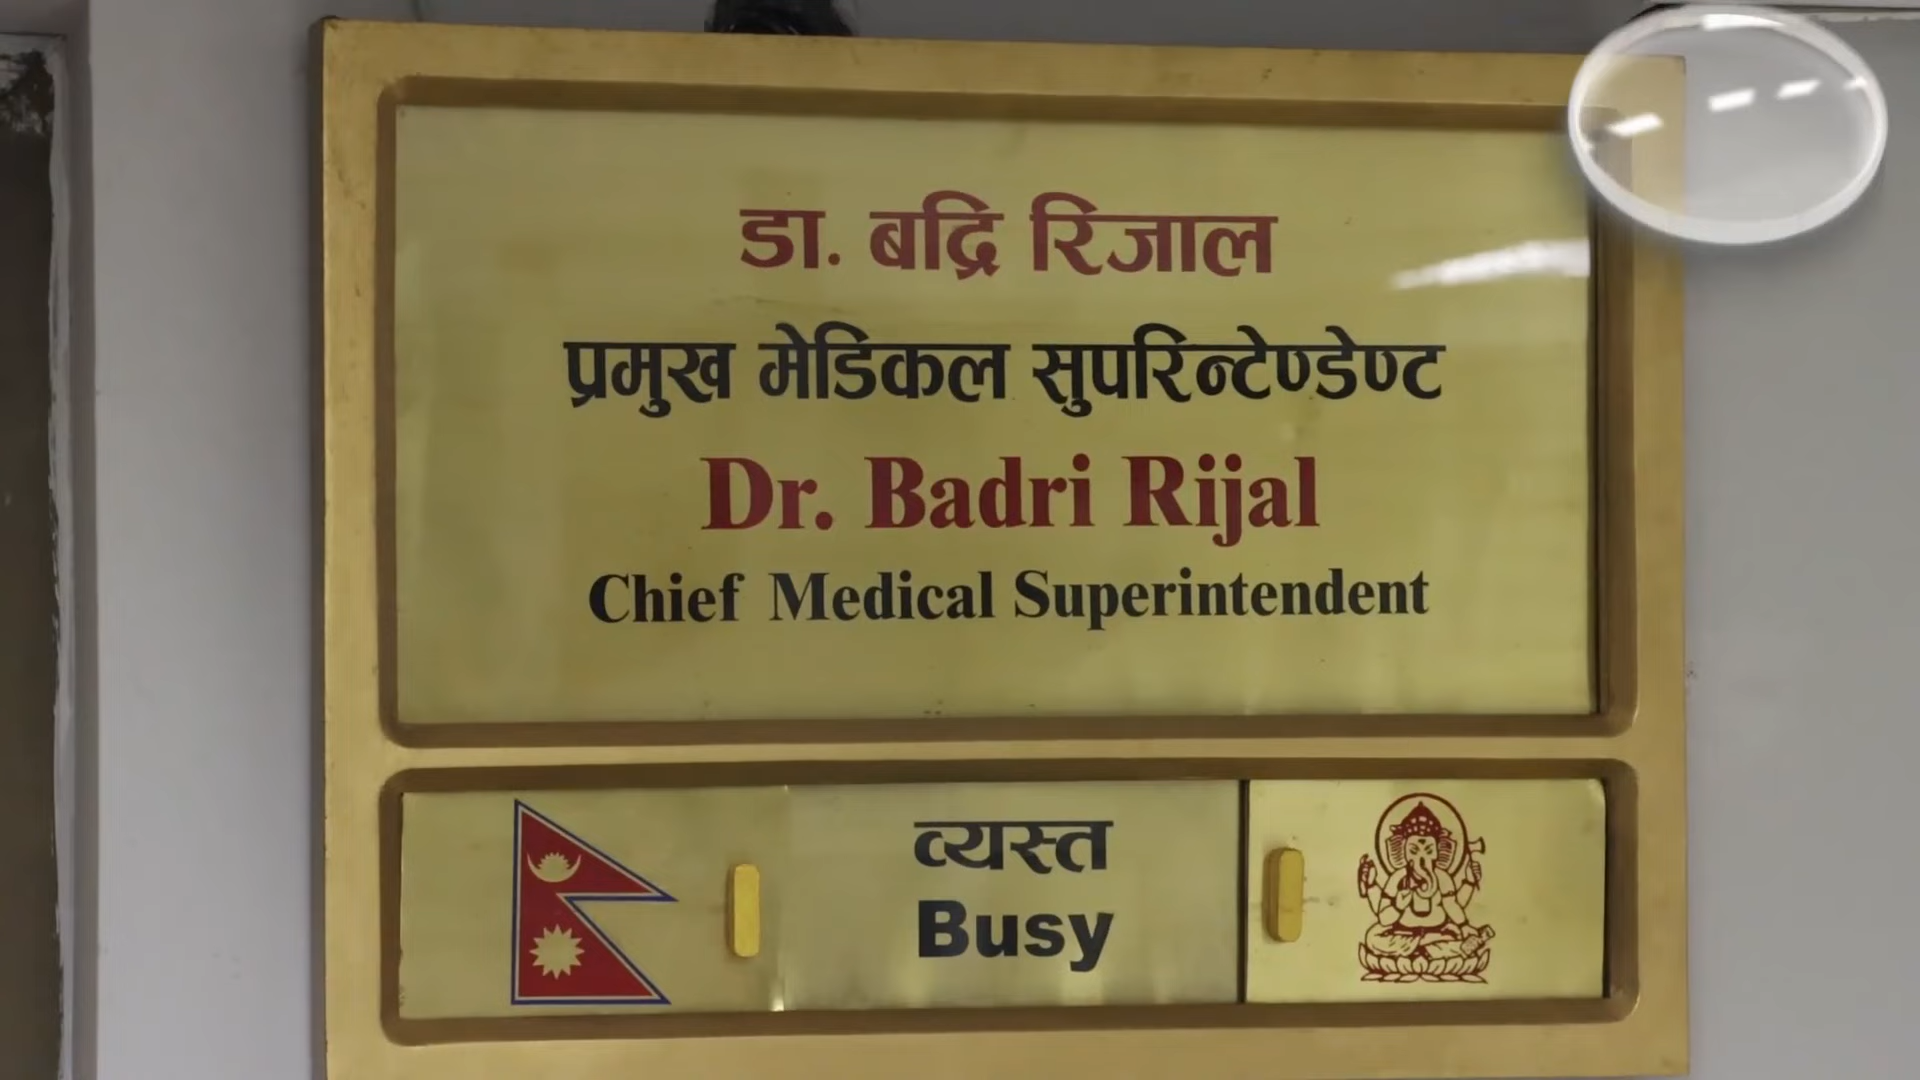 डा. बद्रि रिजाल
प्रमुख मेडिकल सुपरिन्टेण्डेण्ट
Dr. Badri Rijal
Chief Medical Superintendent
व्यस्त
Busy